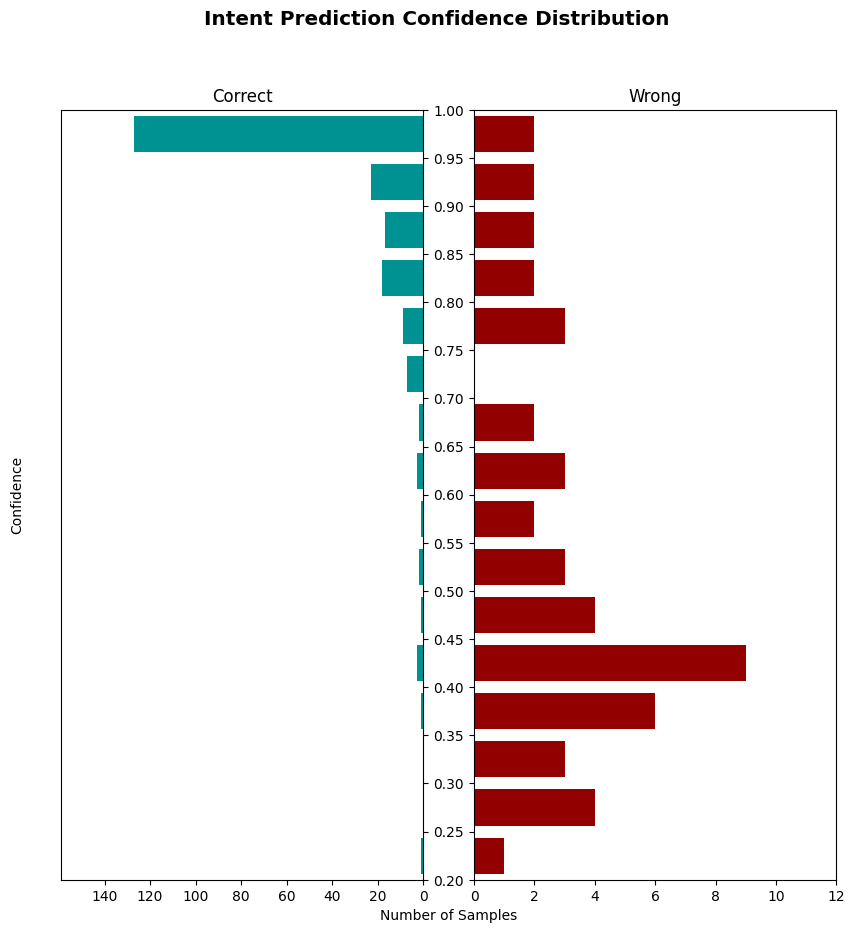 Intent Prediction Confidence Distribution
Correct
Wrong
1.00
0.95
0.90
0.85
0.80
0.75
0.70
0.65
0.60
0.55
0.50
0.45
0.40
0.35
0.30
0.25
0.20
Confidence
140 120 100 80 60 40 20 0
0 2 4 6 8 10 12
Number of Samples